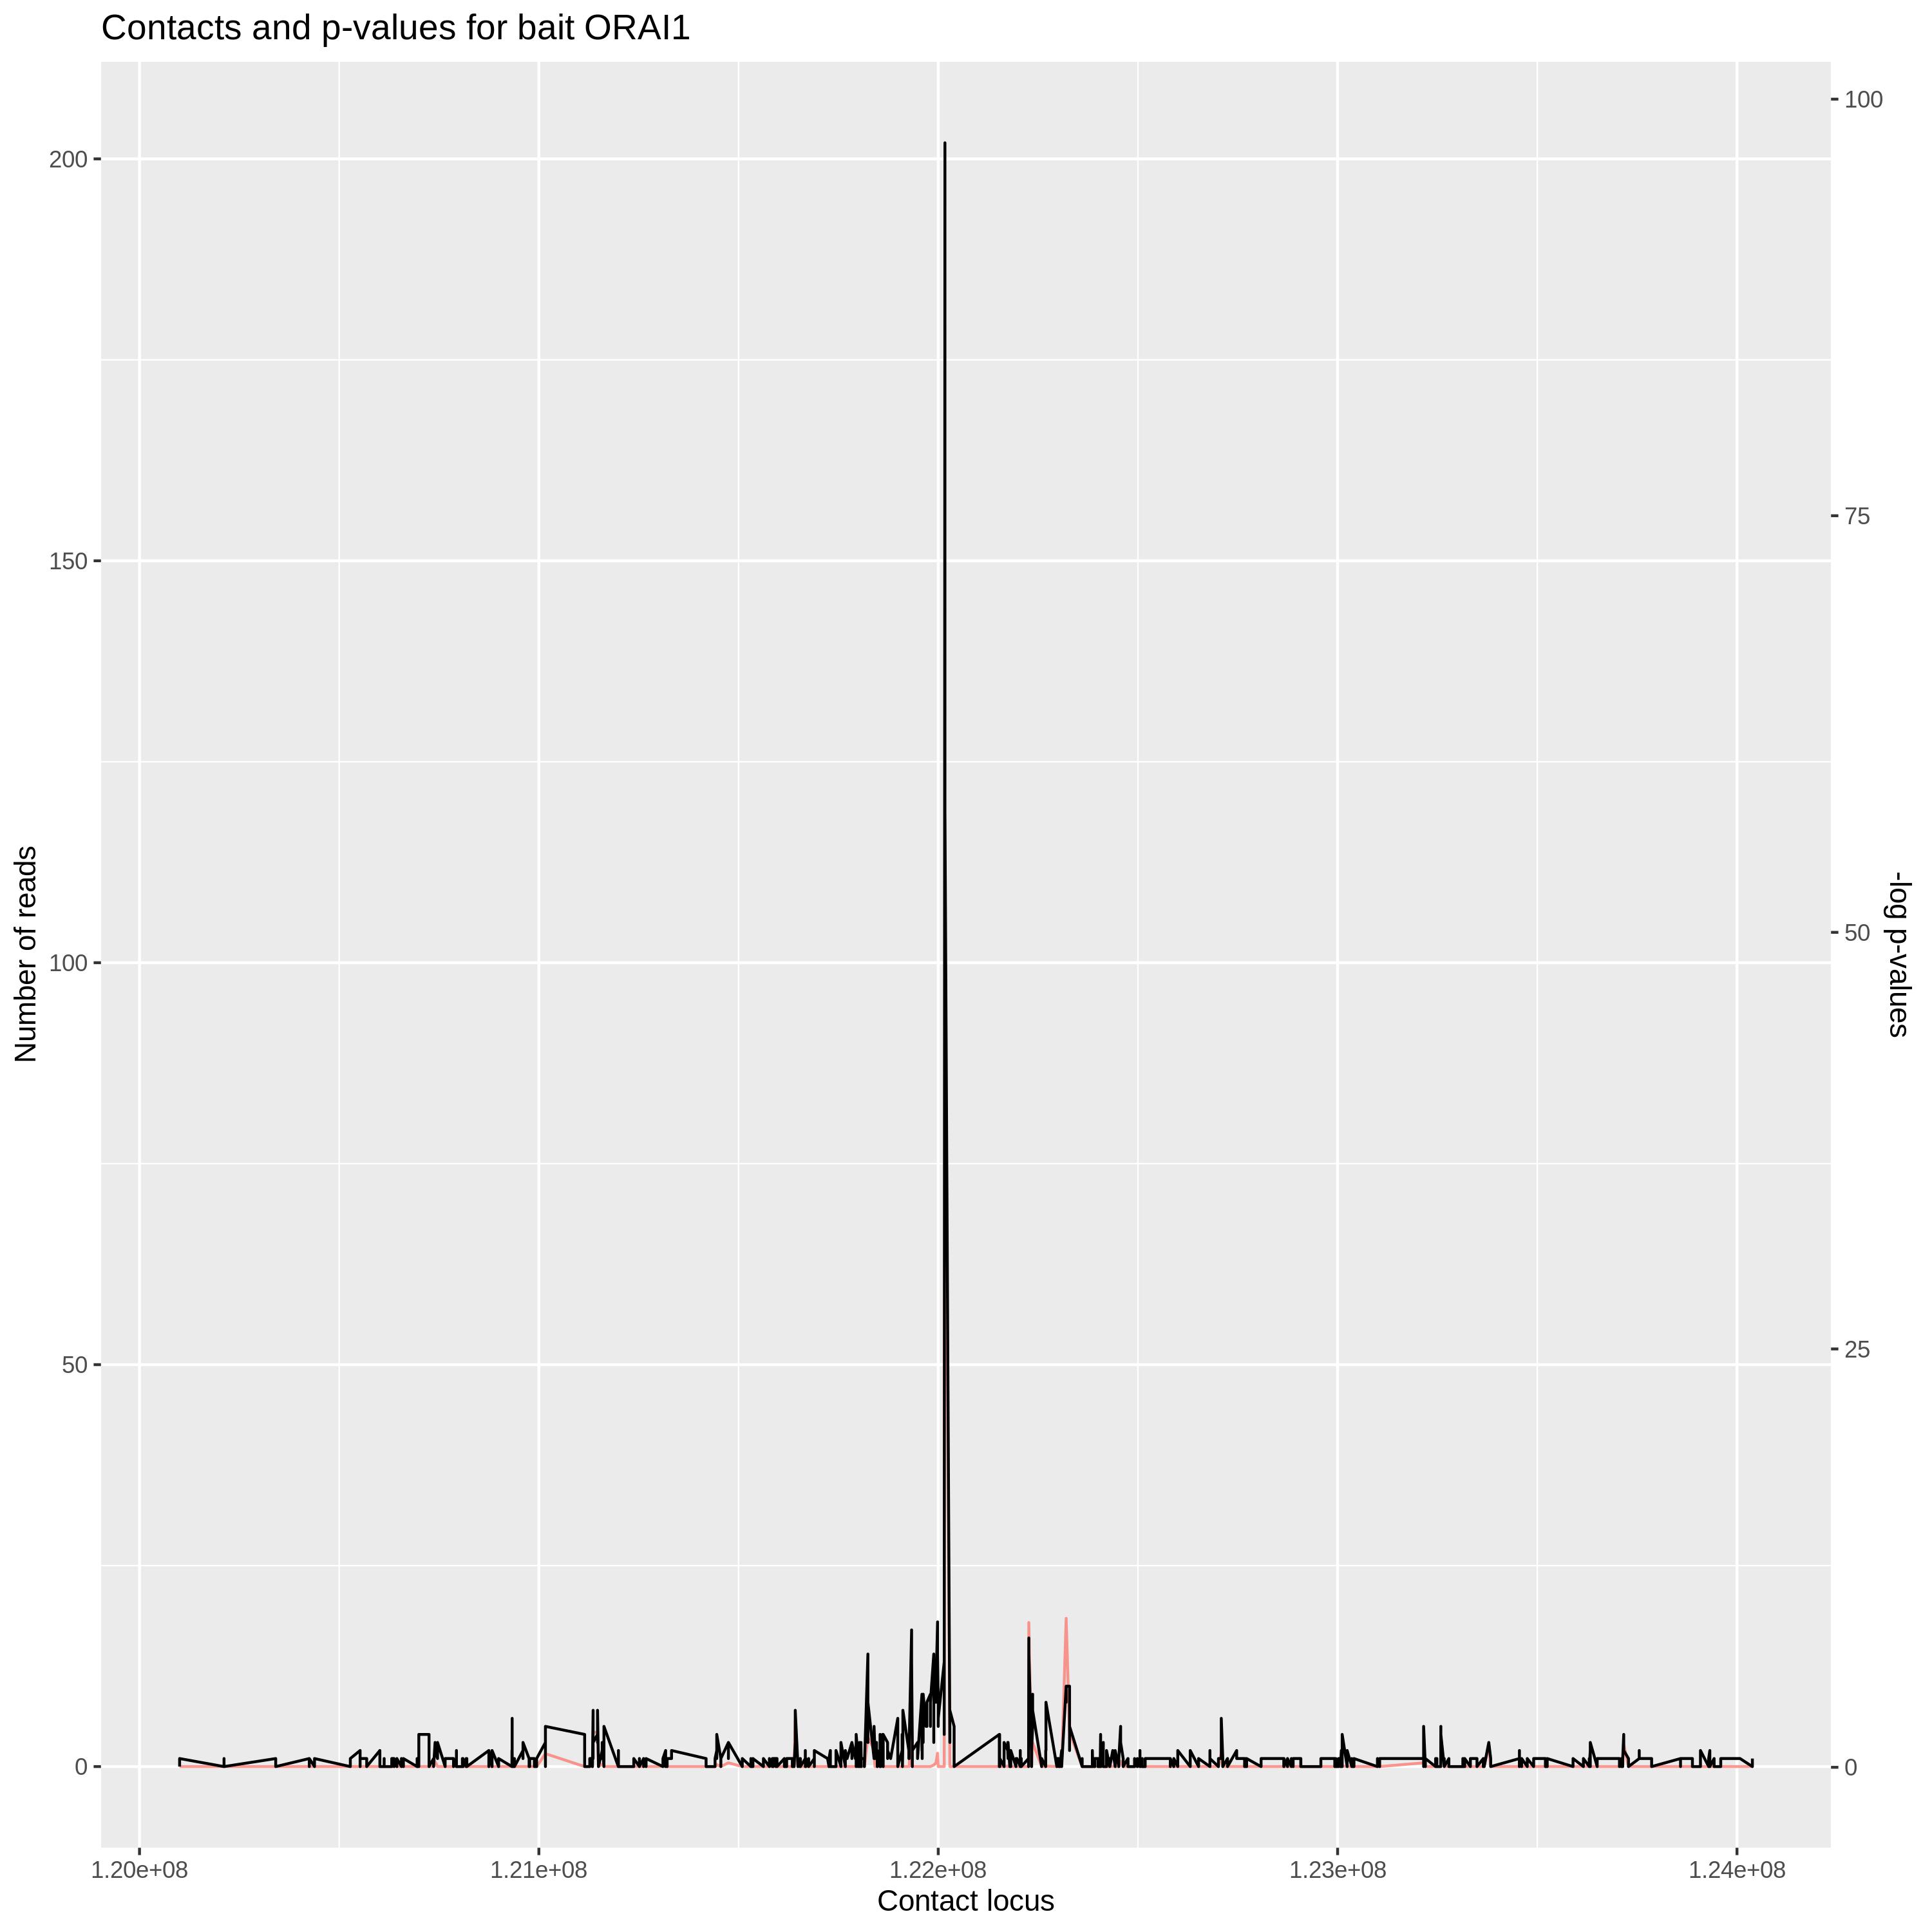 Contacts and p-values for bait ORAI1
200
150
100
50
0
Number of reads
100
75
50
25
0
-log p-values
1.20e+08
1.21e+08
1.22e+08
1.23e+08
1.24e+08
Contact locus